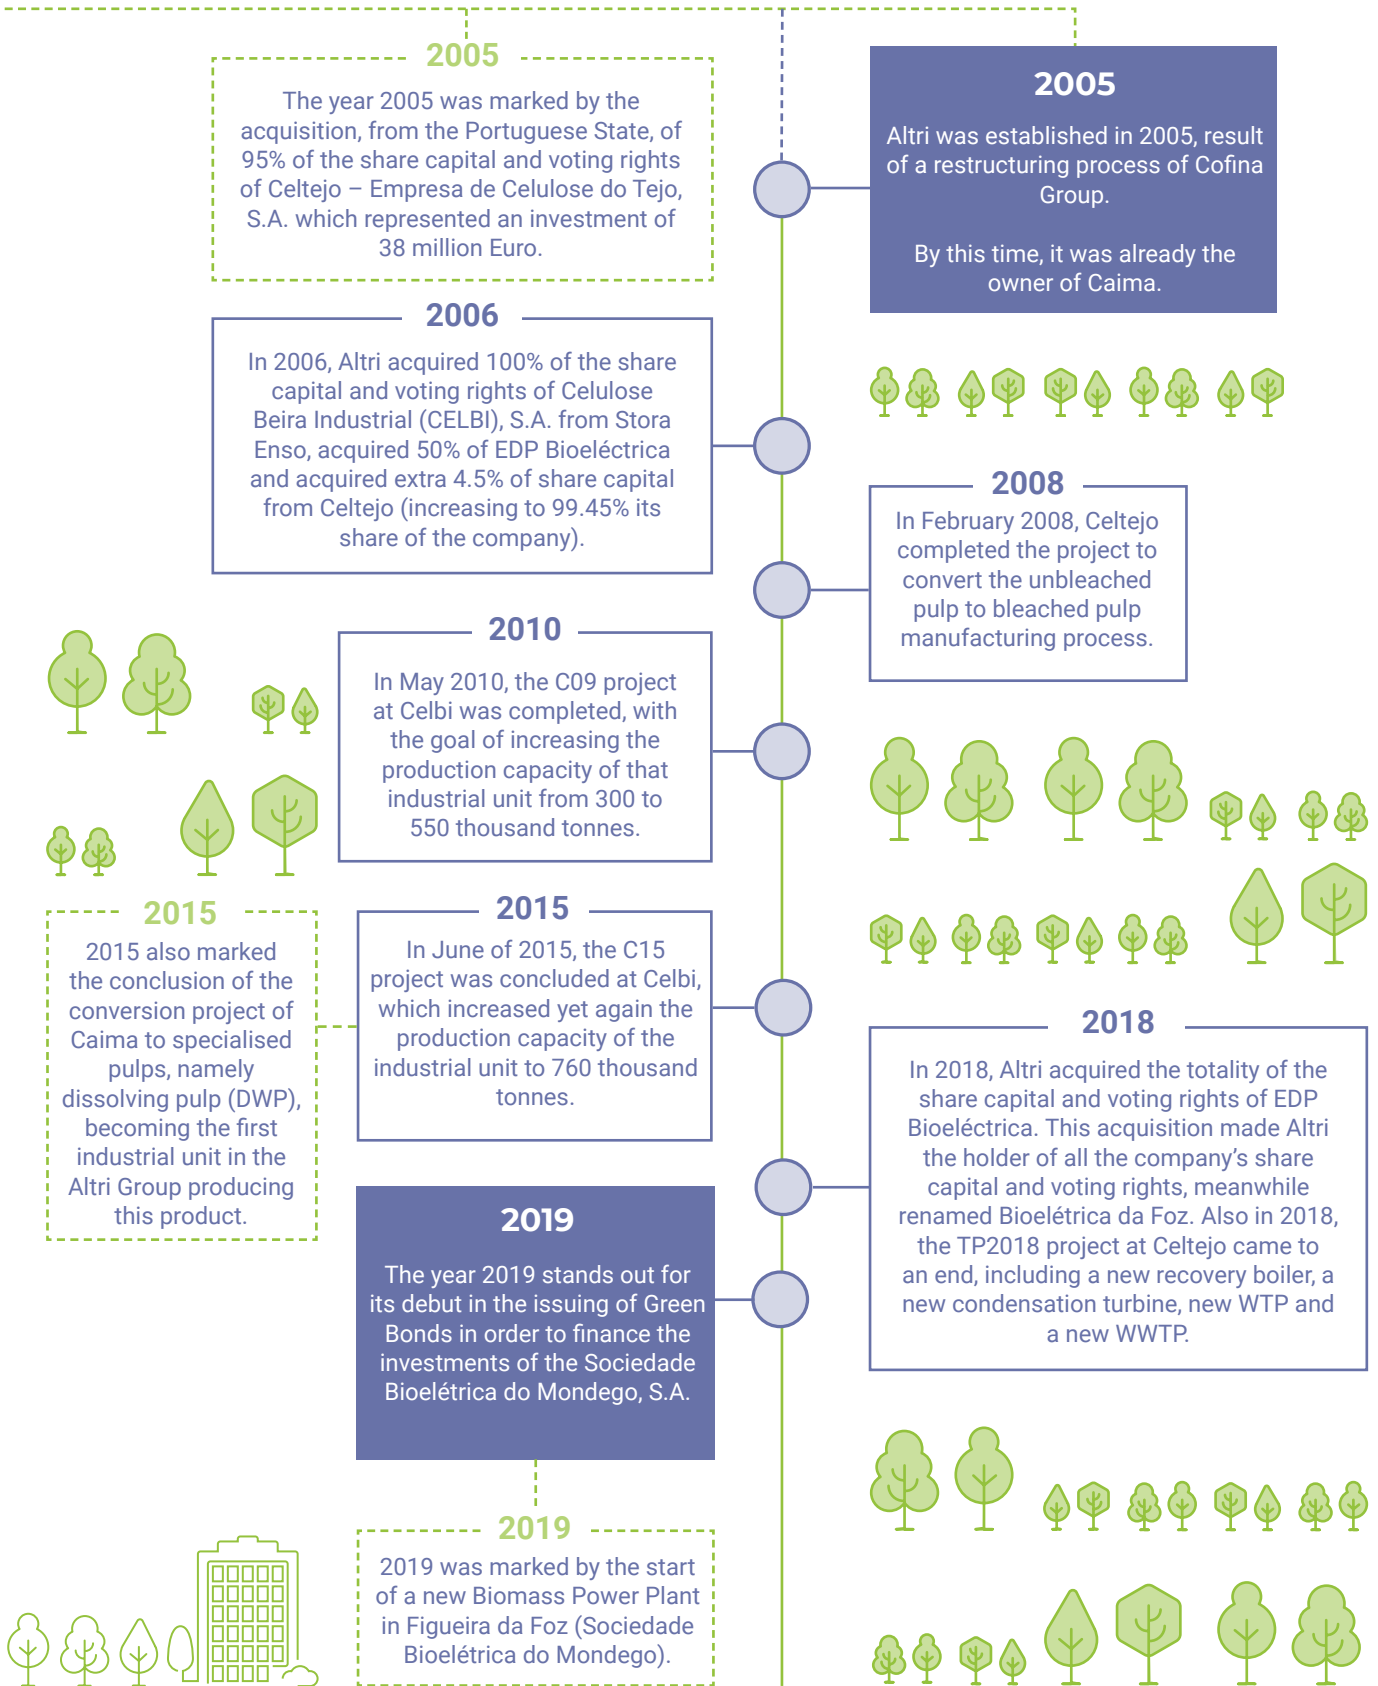 2005
The year 2005 was marked by the
acquisition, from the Portuguese State, of
95% of the share capital and voting rights
of Celtejo – Empresa de Celulose do Tejo,
S.A. which represented an investment of
38 million Euro.
2005
Altri was established in 2005, result
of a restructuring process of Cofina
Group.
By this time, it was already the
owner of Caima.
2006
In 2006, Altri acquired 100% of the share
capital and voting rights of Celulose
Beira Industrial (CELBI), S.A. from Stora
Enso, acquired 50% of EDP Bioeléctrica
and acquired extra 4.5% of share capital
from Celtejo (increasing to 99.45% its
share of the company).
2008
In February 2008, Celtejo
completed the project to
convert the unbleached
pulp to bleached pulp
manufacturing process.
2010
In May 2010, the C09 project
at Celbi was completed, with
the goal of increasing the
production capacity of that
industrial unit from 300 to
550 thousand tonnes.
2015
2015 also marked
the conclusion of the
conversion project of
Caima to specialised
pulps, namely
dissolving pulp (DWP),
becoming the first
industrial unit in the
Altri Group producing
this product.
2015
In June of 2015, the C15
project was concluded at Celbi,
which increased yet again the
production capacity of the
industrial unit to 760 thousand
tonnes.
2018
In 2018, Altri acquired the totality of the
share capital and voting rights of EDP
Bioeléctrica. This acquisition made Altri
the holder of all the company’s share
capital and voting rights, meanwhile
renamed Bioelétrica da Foz. Also in 2018,
the TP2018 project at Celtejo came to
an end, including a new recovery boiler, a
new condensation turbine, new WTP and
a new WWTP.
2019
The year 2019 stands out for
its debut in the issuing of Green
Bonds in order to finance the
investments of the Sociedade
Bioelétrica do Mondego, S.A.
2019
2019 was marked by the start
of a new Biomass Power Plant
in Figueira da Foz (Sociedade
Bioelétrica do Mondego).